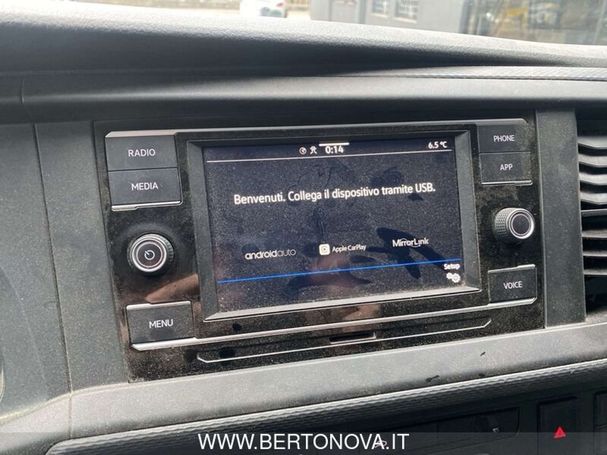 RADIO
MEDIA
MENU
0:14
6.5 °C
Benvenuti. Collega il dispositivo tramite USB.
androidauto
Apple CarPlay
MirrorLink
Setup
PHONE
APP
VOICE
WWW.BERTONOVA.IT